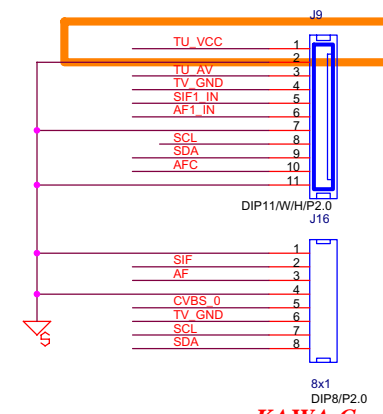 J9
TU_VCC 1
2
TU_AV 3
TV_GND 4
SIF1_IN 5
AF1_IN 6
7
SCL 8
SDA 9
AFC 10
11
DIP11/W/H/P2.0
J16
1
SIF 2
AF 3
4
CVBS_0 5
TV_GND 6
SCL 7
SDA 8
8x1
DIP8/P2.0
KAWA C